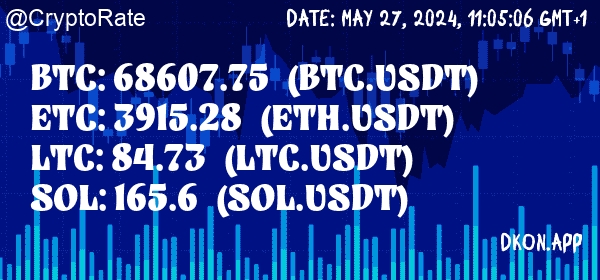 @CryptoRate
DATE: MAY 27, 2024, 11:05:06 GMT+1
BTC: 68607.75 (BTC.USDT)
ETC: 3915.28 (ETH.USDT)
LTC: 84.73 (LTC.USDT)
SOL: 165.6 (SOL.USDT)
DKON.APP